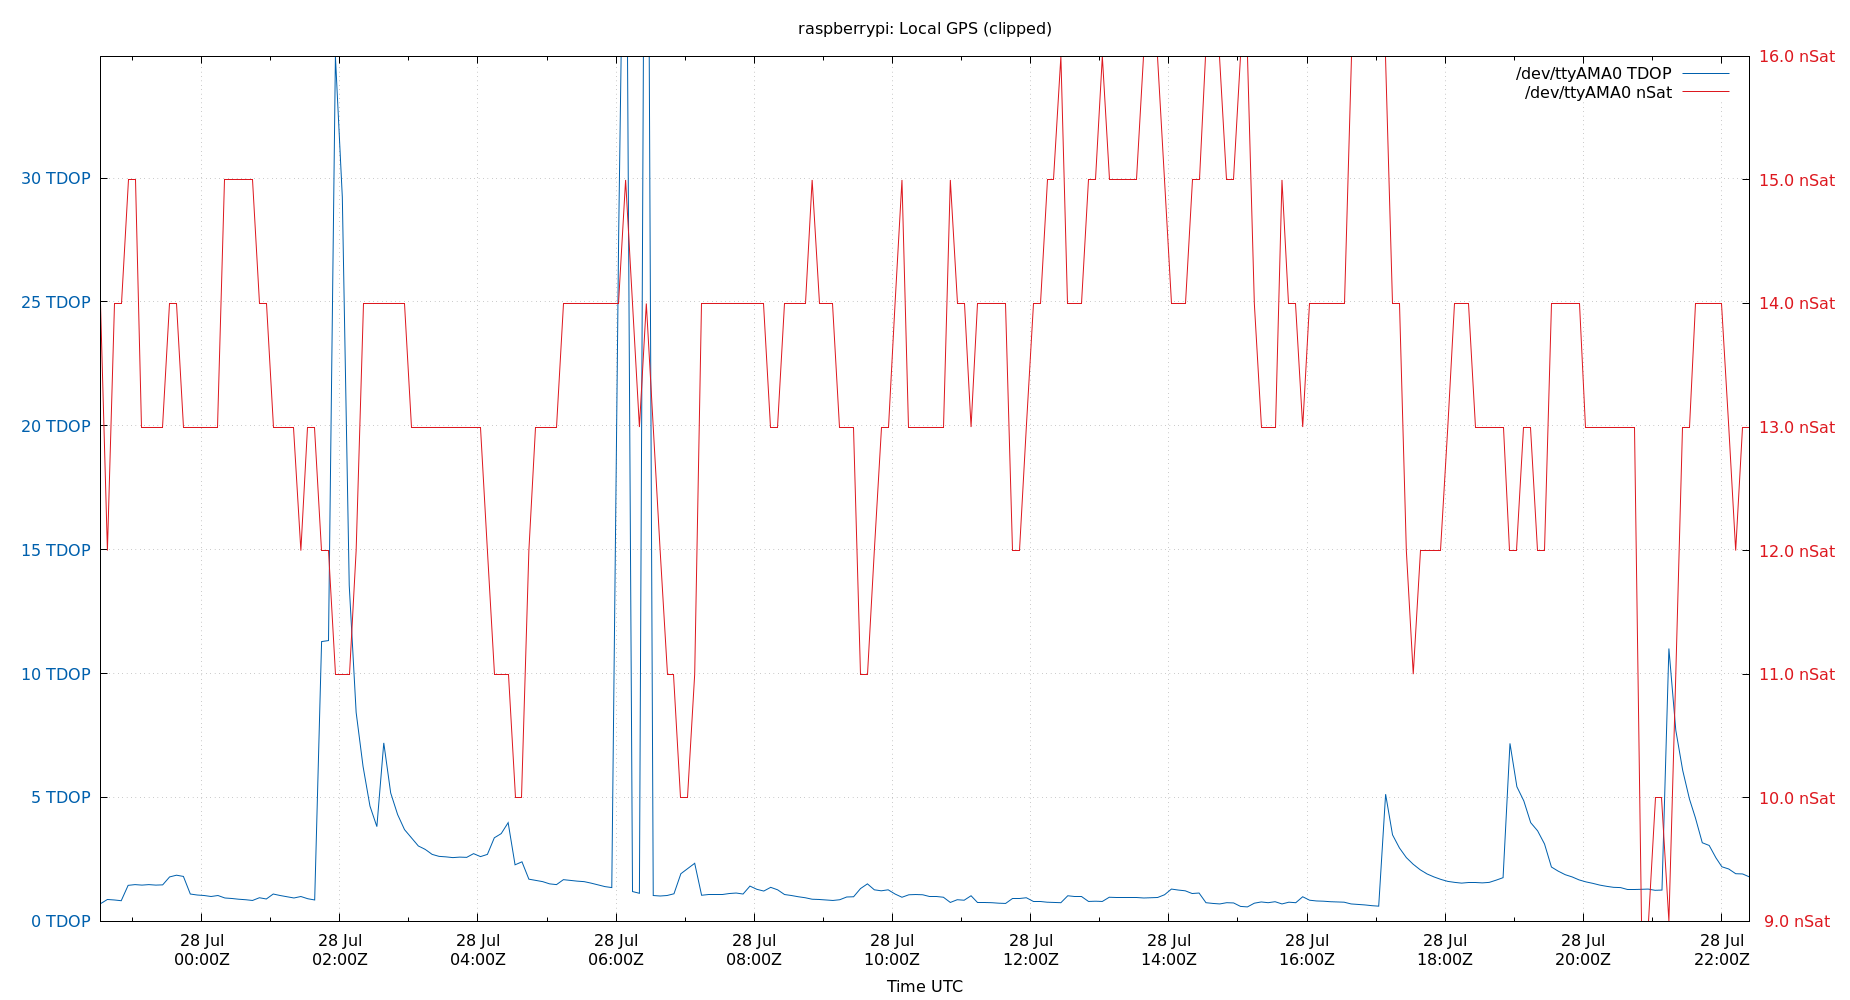 raspberrypi: Local GPS (clipped)
/dev/ttyAMA0 TDOP
/dev/ttyAMA0 nSat
30 TDOP
25 TDOP
20 TDOP
15 TDOP
10 TDOP
5 TDOP
0 TDOP
16.0 nSat
15.0 nSat
14.0 nSat
13.0 nSat
12.0 nSat
11.0 nSat
10.0 nSat
9.0 nSat
28 Jul 28 Jul 28 Jul 28 Jul 28 Jul 28 Jul 28 Jul 28 Jul 28 Jul 28 Jul 28 Jul 28 Jul
00:00Z 02:00Z 04:00Z 06:00Z 08:00Z 10:00Z 12:00Z 14:00Z 16:00Z 18:00Z 20:00Z 22:00Z
Time UTC